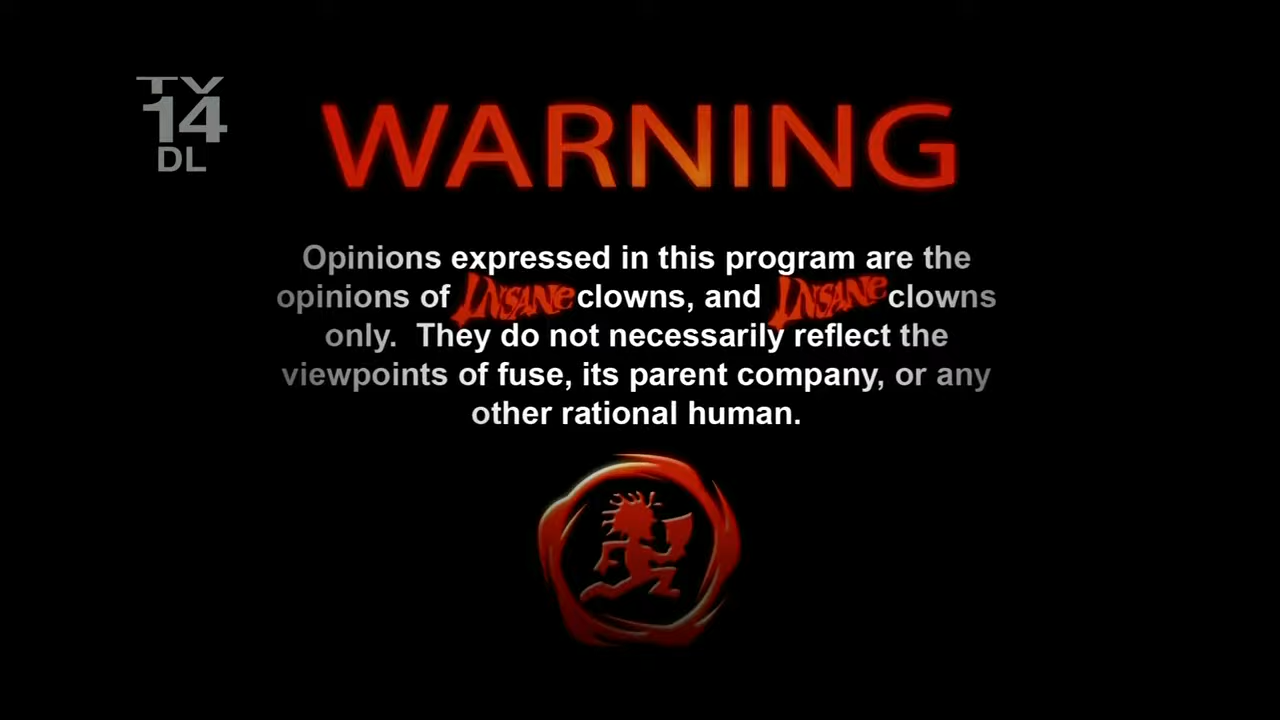 TV
14
DL
WARNING
Opinions expressed in this program are the
opinions of INSANE clowns, and INSANE clowns
only.  They do not necessarily reflect the
viewpoints of fuse, its parent company, or any
other rational human.